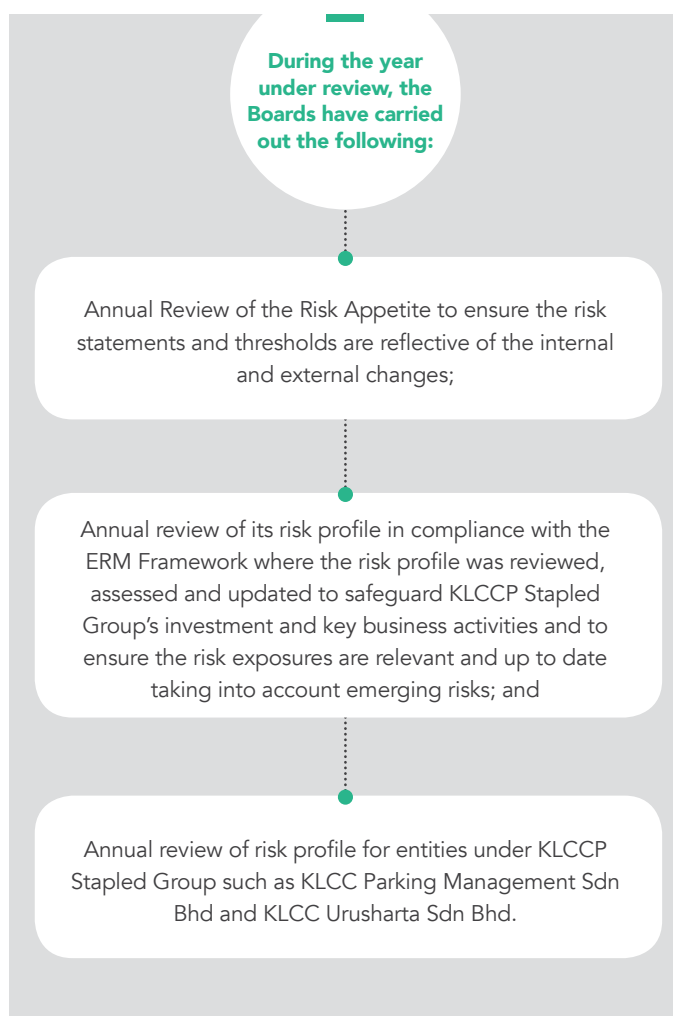 During the year
under review, the
Boards have carried
out the following:
Annual Review of the Risk Appetite to ensure the risk
statements and thresholds are reflective of the internal
and external changes;
Annual review of its risk profile in compliance with the
ERM Framework where the risk profile was reviewed,
assessed and updated to safeguard KLCCP Stapled
Group’s investment and key business activities and to
ensure the risk exposures are relevant and up to date
taking into account emerging risks; and
Annual review of risk profile for entities under KLCCP
Stapled Group such as KLCC Parking Management Sdn
Bhd and KLCC Urusharta Sdn Bhd.